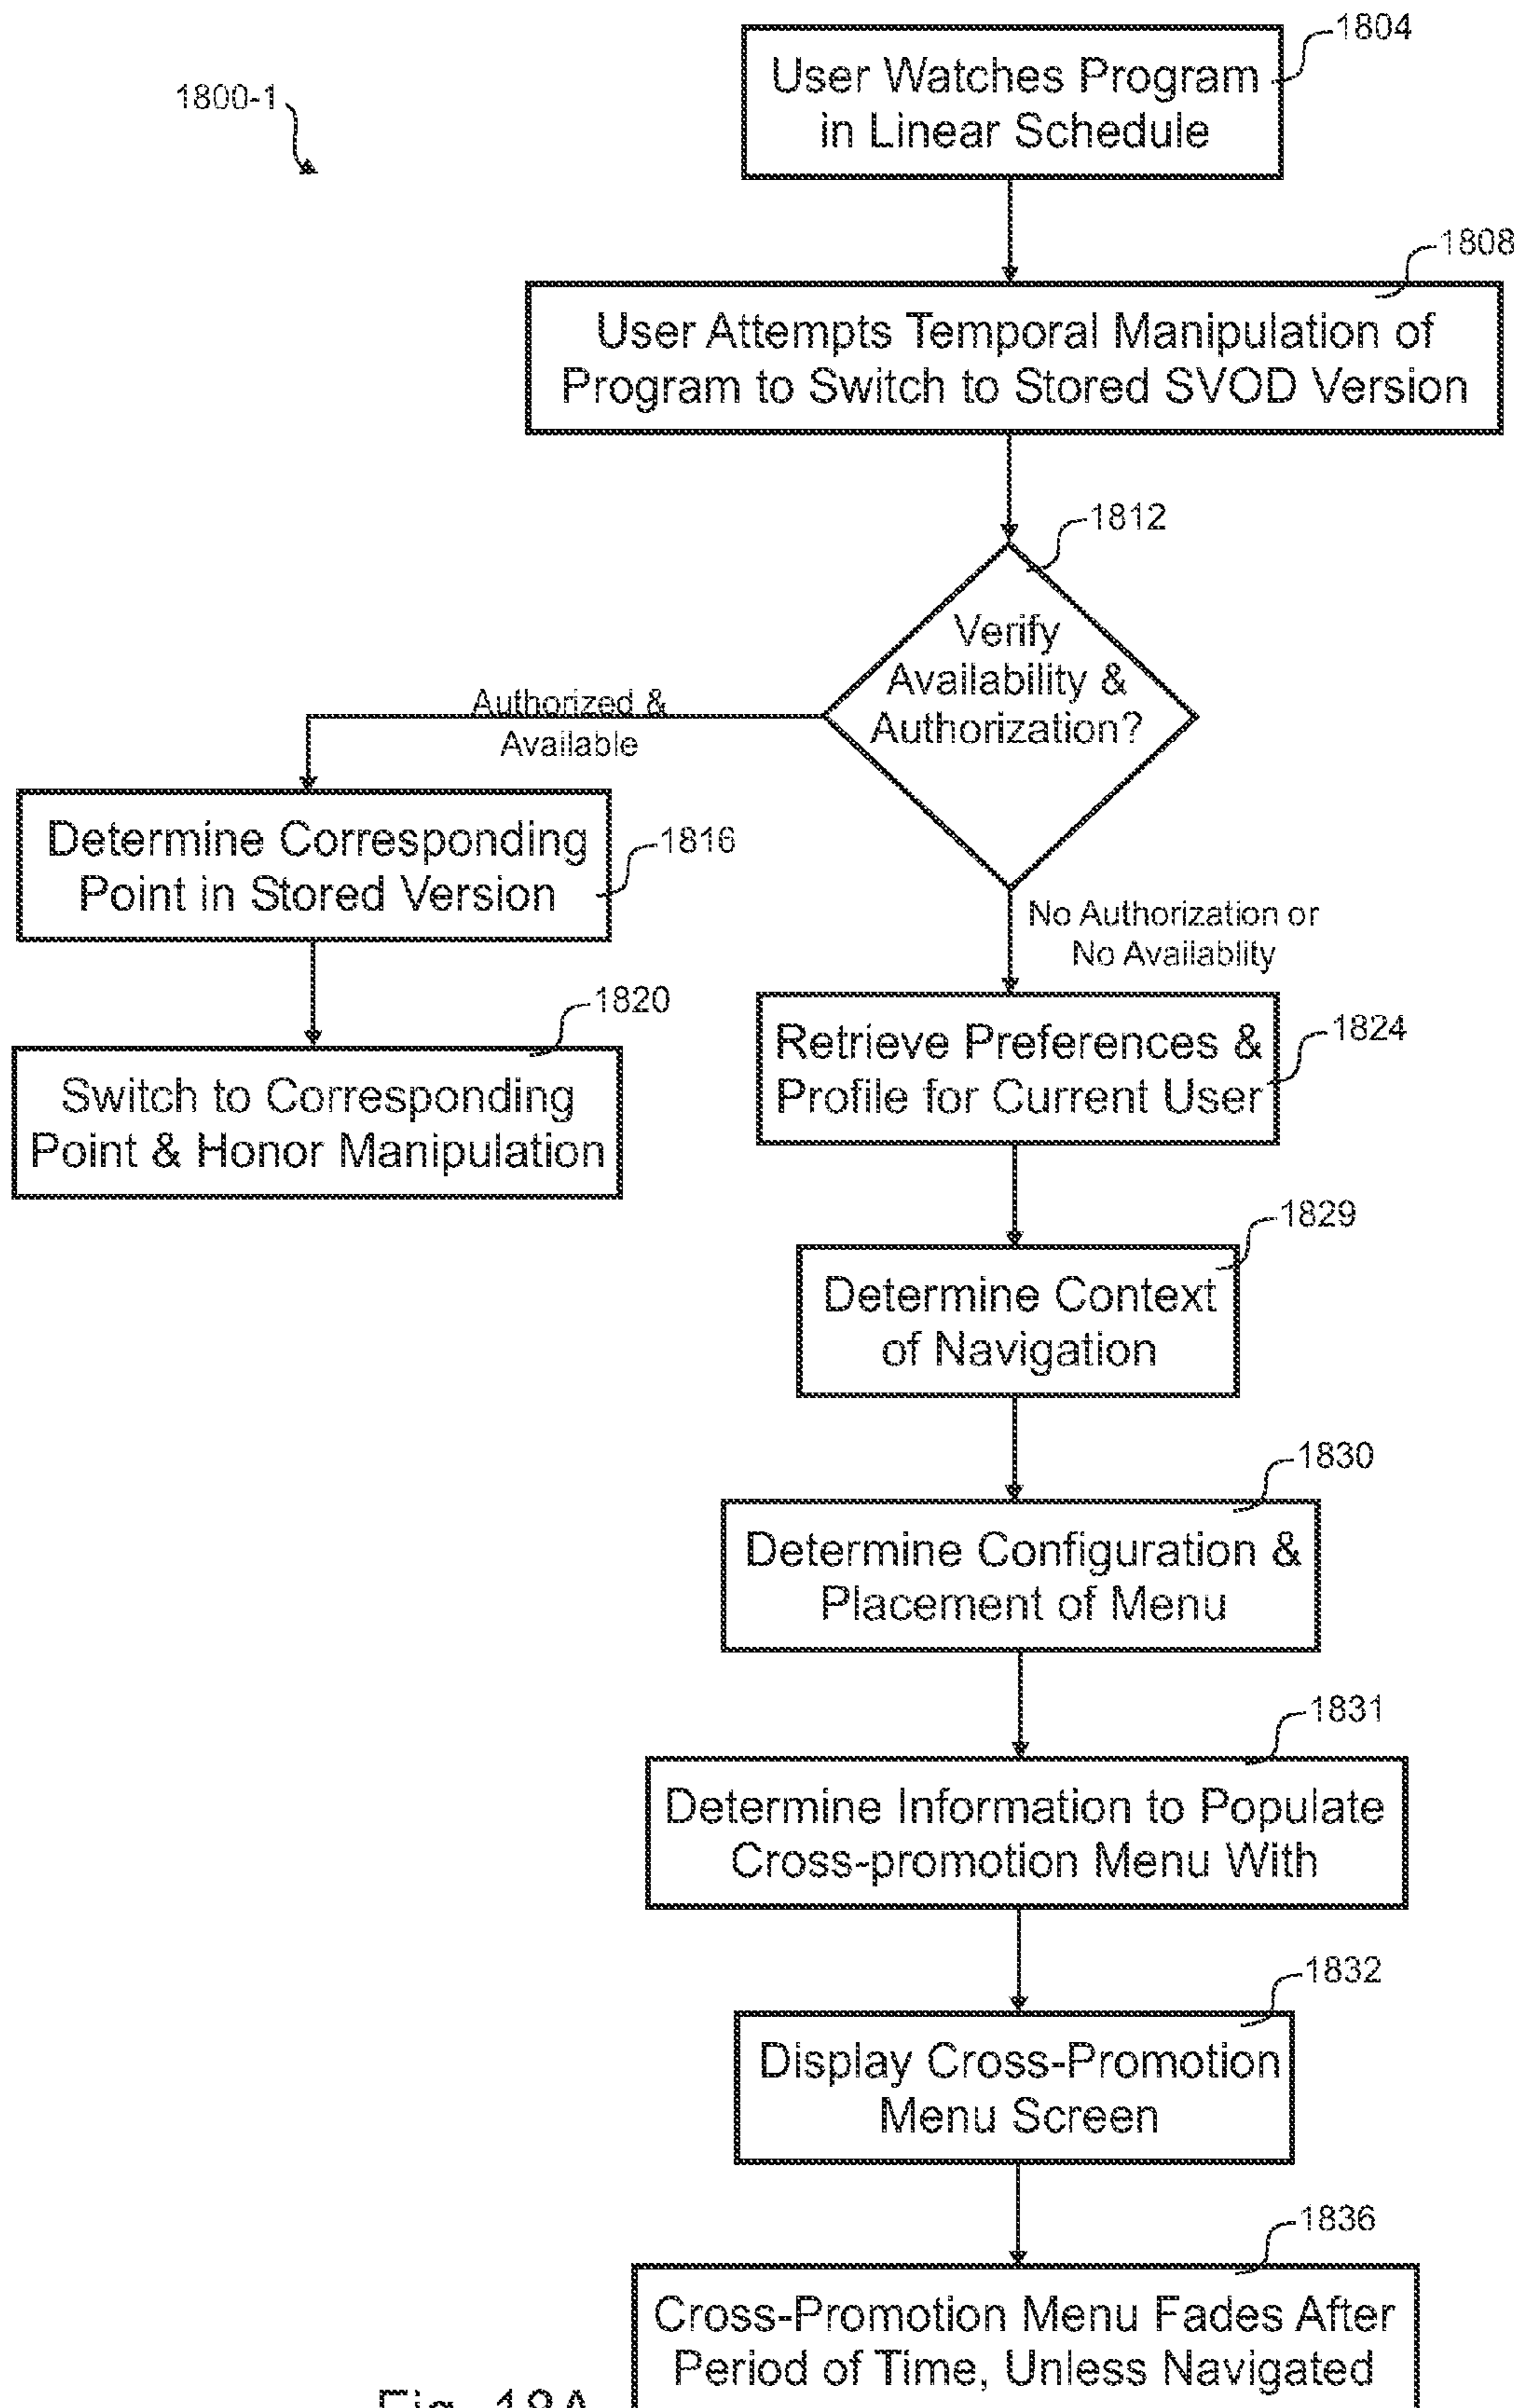 1800-1
1804
User Watches Program
in Linear Schedule
1808
User Attempts Temporal Manipulation of
Program to Switch to Stored SVOD Version
1812
Verify
Availability &
Authorization?
Authorized &
Available
Determine Corresponding
Point in Stored Version
1816
No Authorization or
No Availablity
1820
Switch to Corresponding
Point & Honor Manipulation
Retrieve Preferences &
Profile for Current User
1824
1829
Determine Context
of Navigation
1830
Determine Configuration &
Placement of Menu
1831
Determine Information to Populate
Cross-promotion Menu With
1832
Display Cross-Promotion
Menu Screen
1836
Cross-Promotion Menu Fades After
Period of Time, Unless Navigated
Fig. 18A